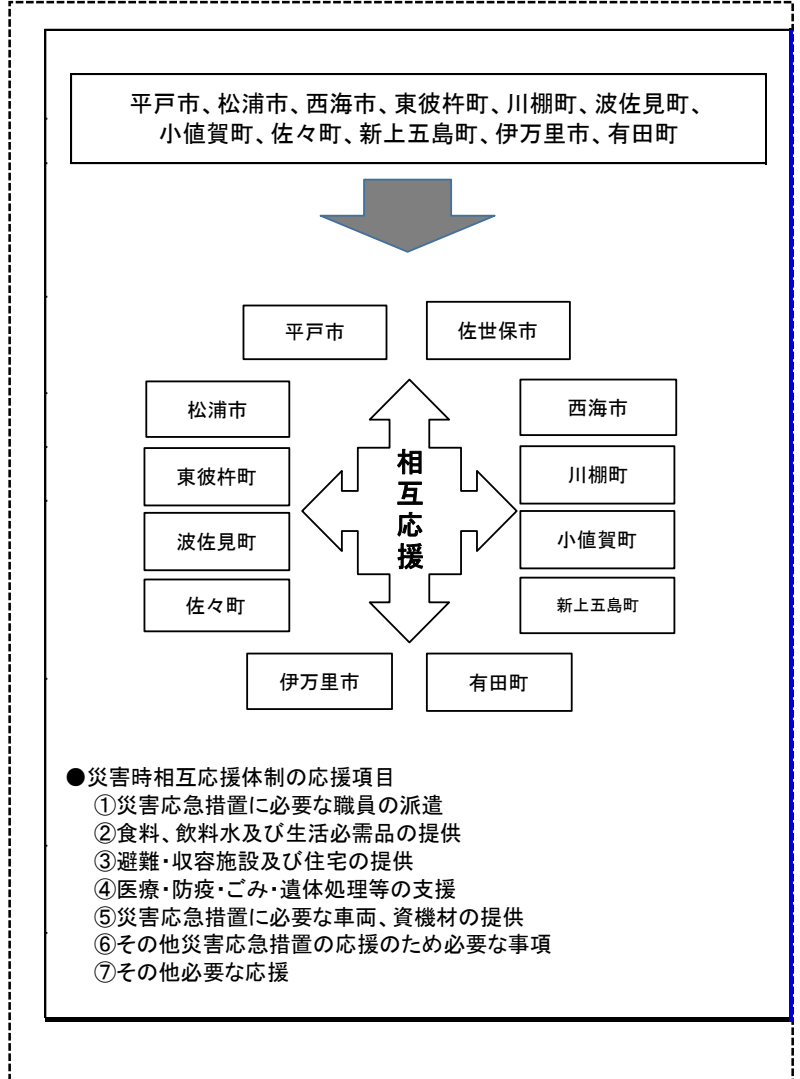 平戸市、松浦市、西海市、東彼杵町、川棚町、波佐見町、
小値賀町、佐々町、新上五島町、伊万里市、有田町
平戸市
佐世保市
松浦市
西海市
東彼杵町
川棚町
波佐見町
小値賀町
佐々町
新上五島町
相互応援
伊万里市
有田町
●災害時相互応援体制の応援項目
①災害応急措置に必要な職員の派遣
②食料、飲料水及び生活必需品の提供
③避難・収容施設及び住宅の提供
④医療・防疫・ごみ・遺体処理等の支援
⑤災害応急措置に必要な車両、資機材の提供
⑥その他災害応急措置の応援のため必要な事項
⑦その他必要な応援